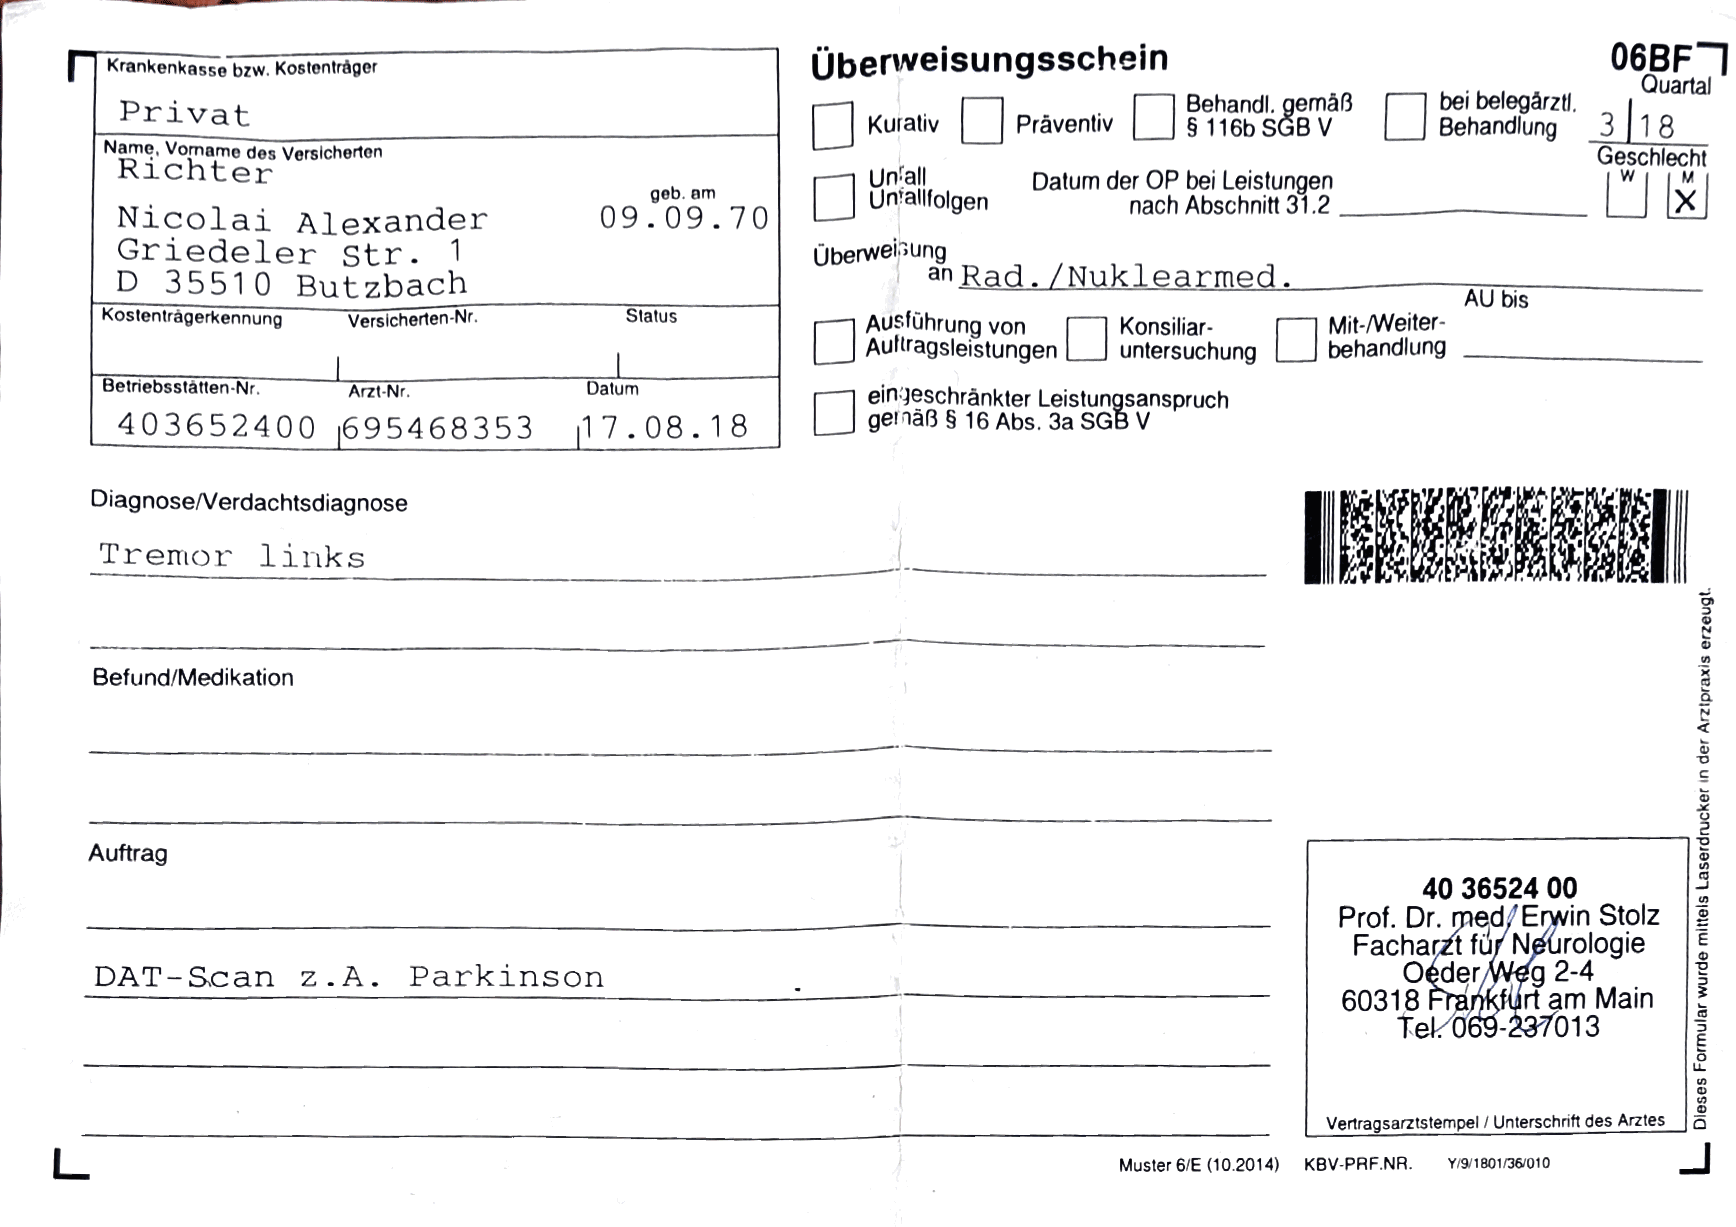 Krankenkasse bzw. Kostenträger
Privat
Name, Vorname des Versicherten
Richter
geb. am
Nicolai Alexander 09.09.70
Griedeler Str. 1
D 35510 Butzbach
Kostenträgerkennung Versicherten-Nr. Status
Betriebsstätten-Nr. Arzt-Nr. Datum
403652400 695468353 17.08.18
Überweisungsschein 06BF
Quartal
Kurativ Präventiv Behandl. gemäß § 116b SGB V bei belegärztl. Behandlung 3 18
Geschlecht
W M
X
Unfall
Unfallfolgen
Datum der OP bei Leistungen
nach Abschnitt 31.2
Überweisung
an Rad./Nuklearmed.
AU bis
Ausführung von
Auftragsleistungen
Konsiliar-
untersuchung
Mit-/Weiter-
behandlung
eingeschränkter Leistungsanspruch
gemäß § 16 Abs. 3a SGB V
Diagnose/Verdachtsdiagnose
Tremor links
Befund/Medikation
Auftrag
DAT-Scan z.A. Parkinson
40 36524 00
Prof. Dr. med. Erwin Stolz
Facharzt für Neurologie
Oeder Weg 2-4
60318 Frankfurt am Main
Tel. 069-237013
Vertragsarztstempel / Unterschrift des Arztes
Dieses Formular wurde mittels Laserdrucker in der Arztpraxis erzeugt.
Muster 6/E (10.2014) KBV-PRF.NR. Y/9/1801/36/010